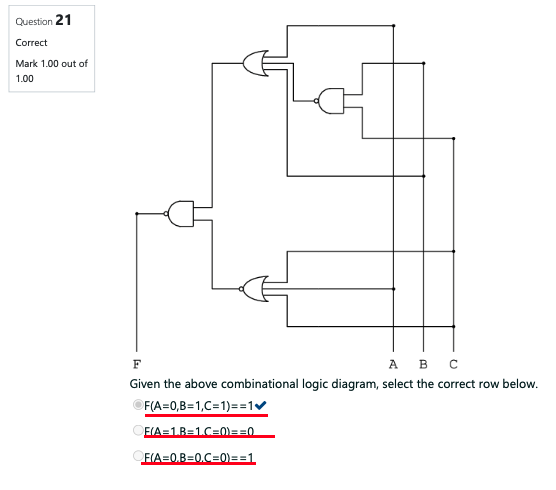 Question 21
Correct
Mark 1.00 out of
1.00
F A B C
Given the above combinational logic diagram, select the correct row below.
F(A=0,B=1,C=1)==1
F(A=1,B=1,C=0)==0
F(A=0,B=0,C=0)==1